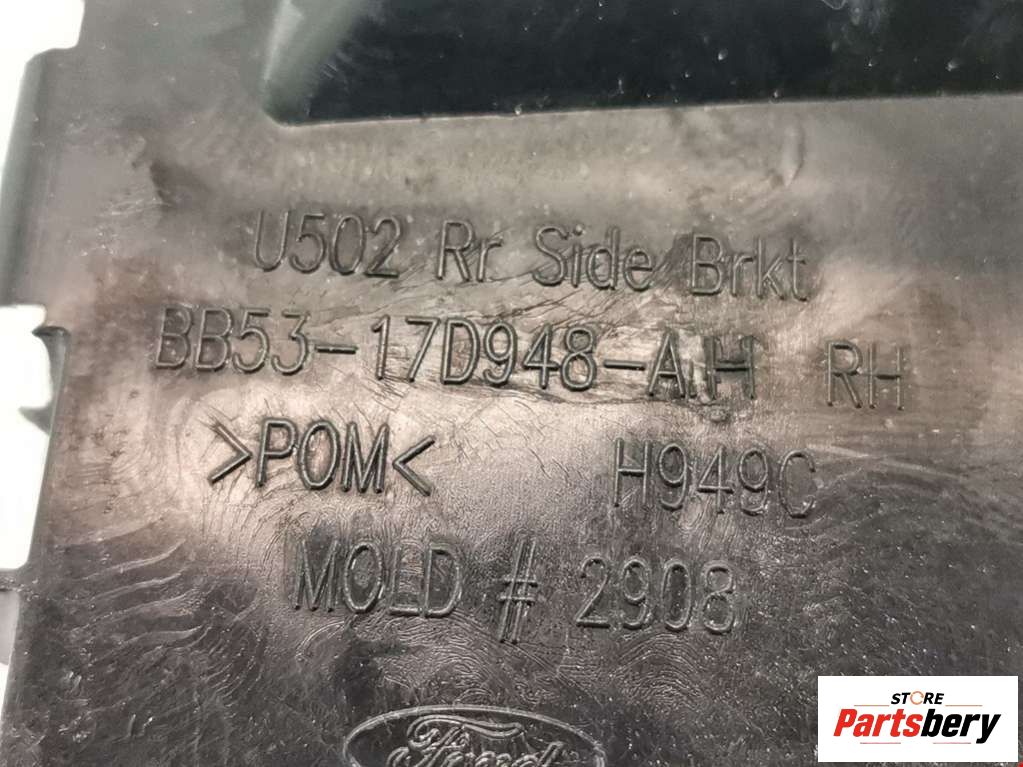 U502 Rr Side Brkt
BB53-17D948-AH RH
>POM< H949C
MOLD # 2908
Ford
STORE
Partsbery